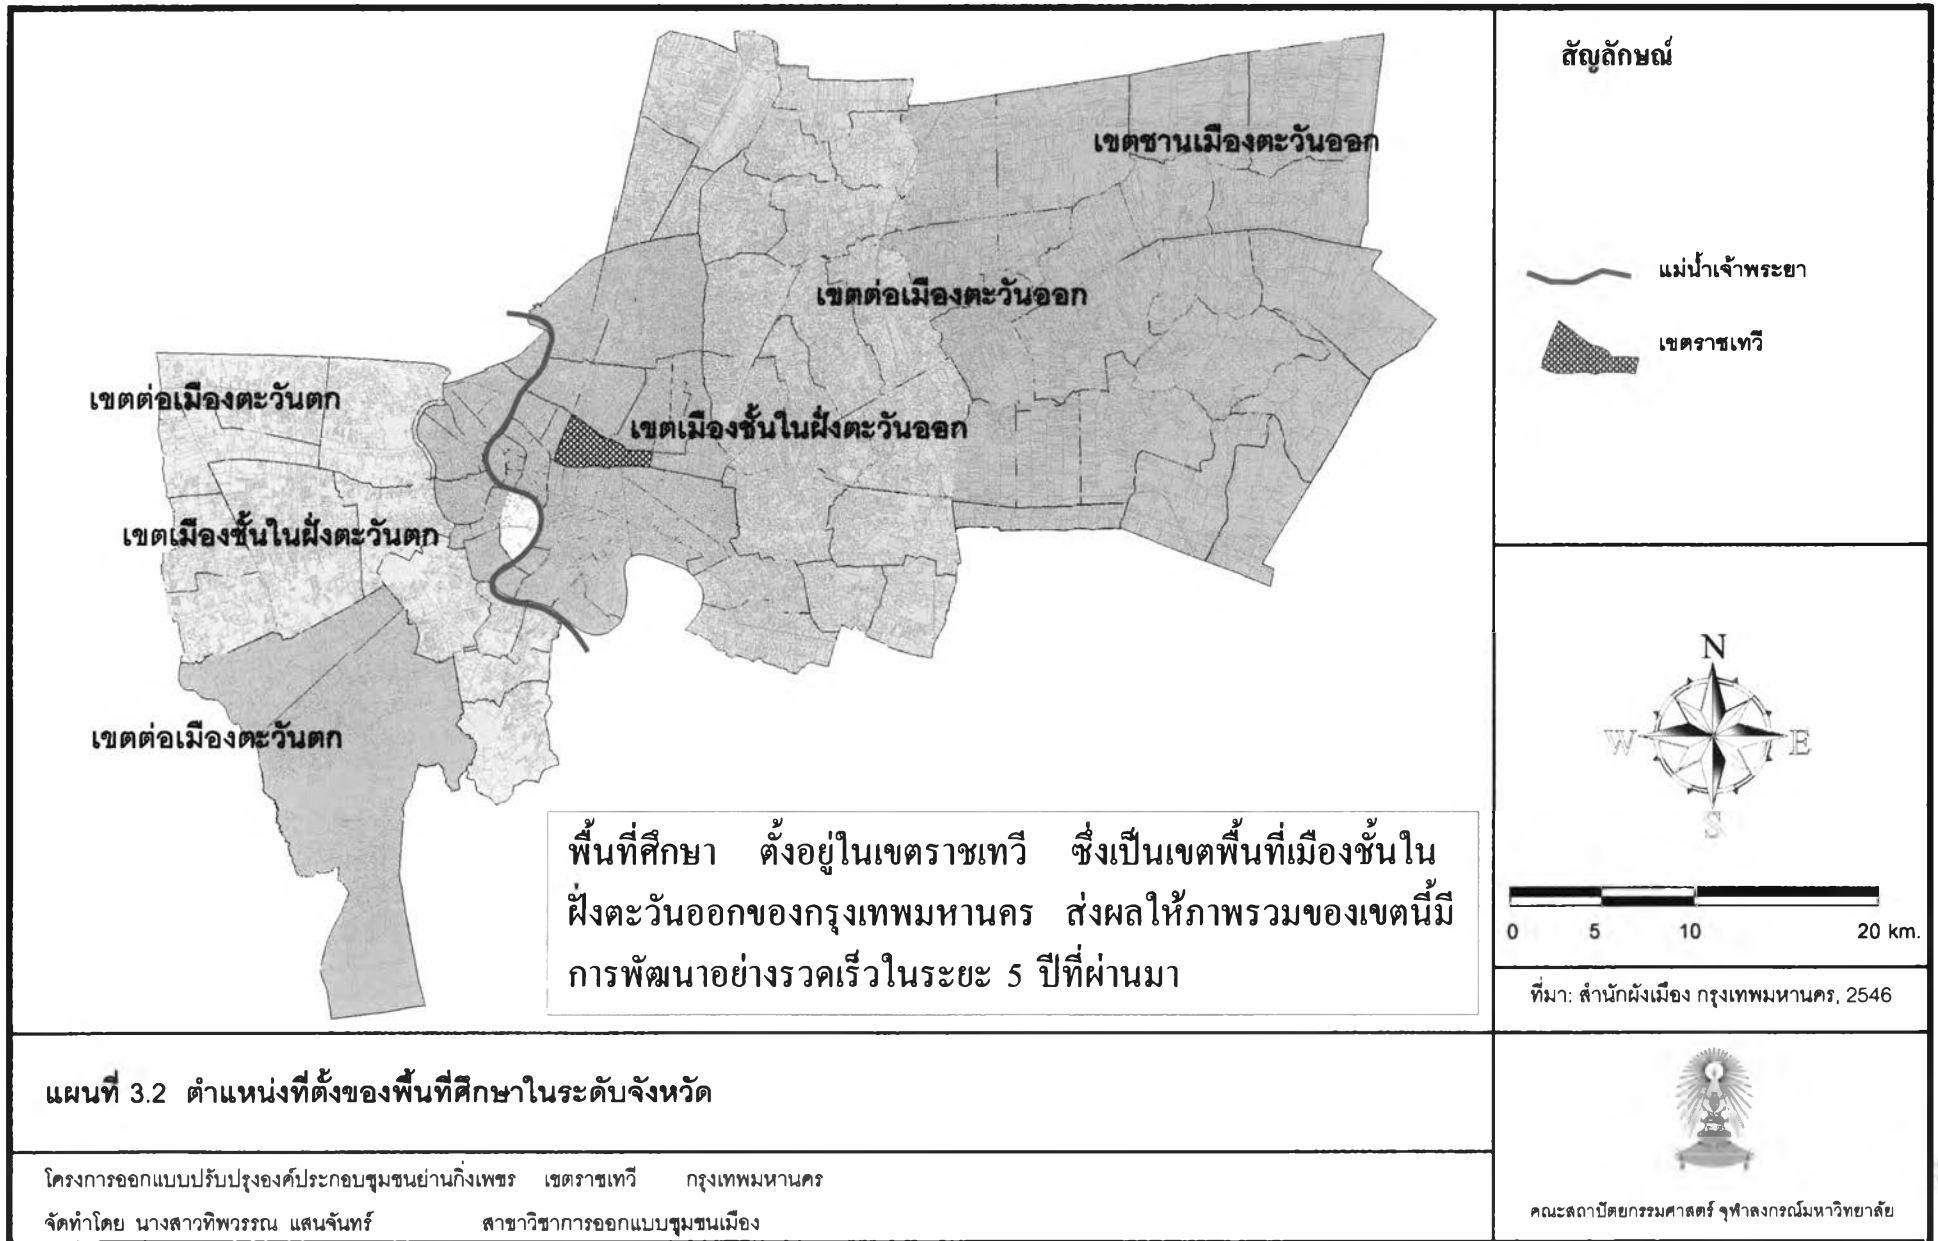 สัญลักษณ์
เขตชานเมืองตะวันออก
แม่น้ำเจ้าพระยา
เขตต่อเมืองตะวันออก
เขตราชเทวี
เขตต่อเมืองตะวันตก
เขตเมืองชั้นในฝั่งตะวันออก
เขตเมืองชั้นในฝั่งตะวันตก
เขตต่อเมืองตะวันตก
N
W E
S
0 5 10 20 km.
พื้นที่ศึกษา ตั้งอยู่ในเขตราชเทวี ซึ่งเป็นเขตพื้นที่เมืองชั้นใน
ฝั่งตะวันออกของกรุงเทพมหานคร ส่งผลให้ภาพรวมของเขตนี้มี
การพัฒนาอย่างรวดเร็วในระยะ 5 ปีที่ผ่านมา
ที่มา: สำนักผังเมือง กรุงเทพมหานคร, 2546
แผนที่ 3.2 ตำแหน่งที่ตั้งของพื้นที่ศึกษาในระดับจังหวัด
โครงการออกแบบปรับปรุงองค์ประกอบชุมชนย่านกิ่งเพชร เขตราชเทวี กรุงเทพมหานคร
จัดทำโดย นางสาวทิพวรรณ แสนจันทร์ สาขาวิชาการออกแบบชุมชนเมือง
คณะสถาปัตยกรรมศาสตร์ จุฬาลงกรณ์มหาวิทยาลัย